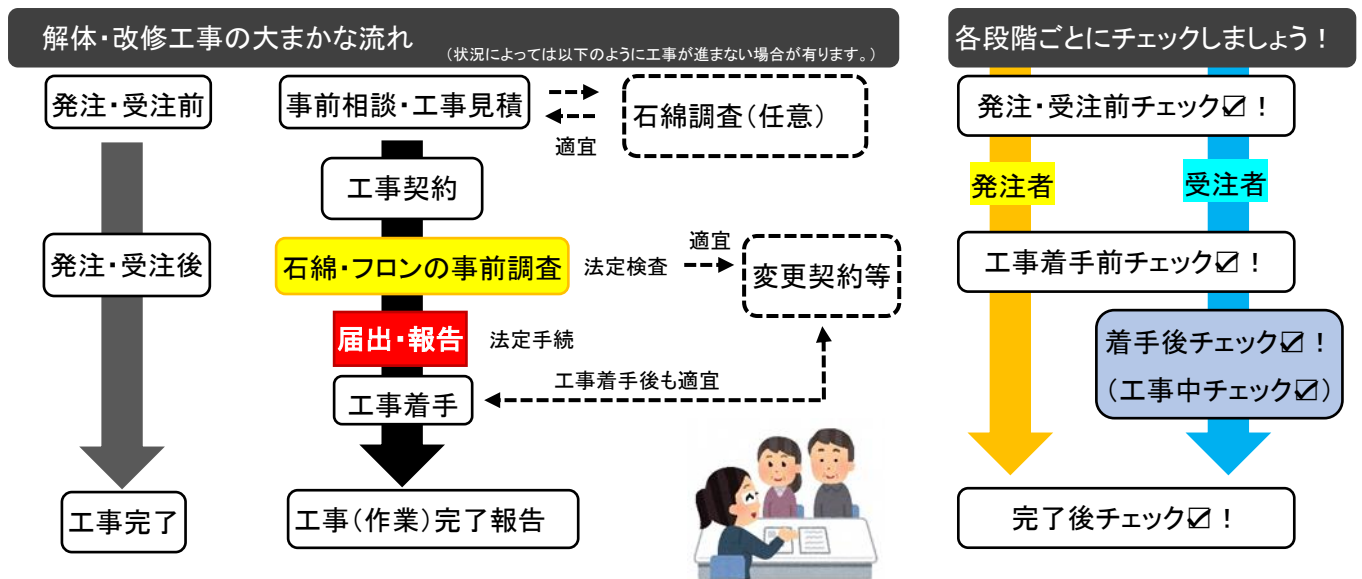 解体・改修工事の大まかな流れ
(状況によっては以下のように工事が進まない場合が有ります。)
発注・受注前
事前相談・工事見積
適宜
石綿調査(任意)
工事契約
発注・受注後
石綿・フロンの事前調査
法定検査
適宜
変更契約等
届出・報告
法定手続
工事着手後も適宜
工事着手
工事完了
工事(作業)完了報告
各段階ごとにチェックしましょう！
発注・受注前チェック☑！
発注者
受注者
工事着手前チェック☑！
着手後チェック☑！
(工事中チェック☑)
完了後チェック☑！